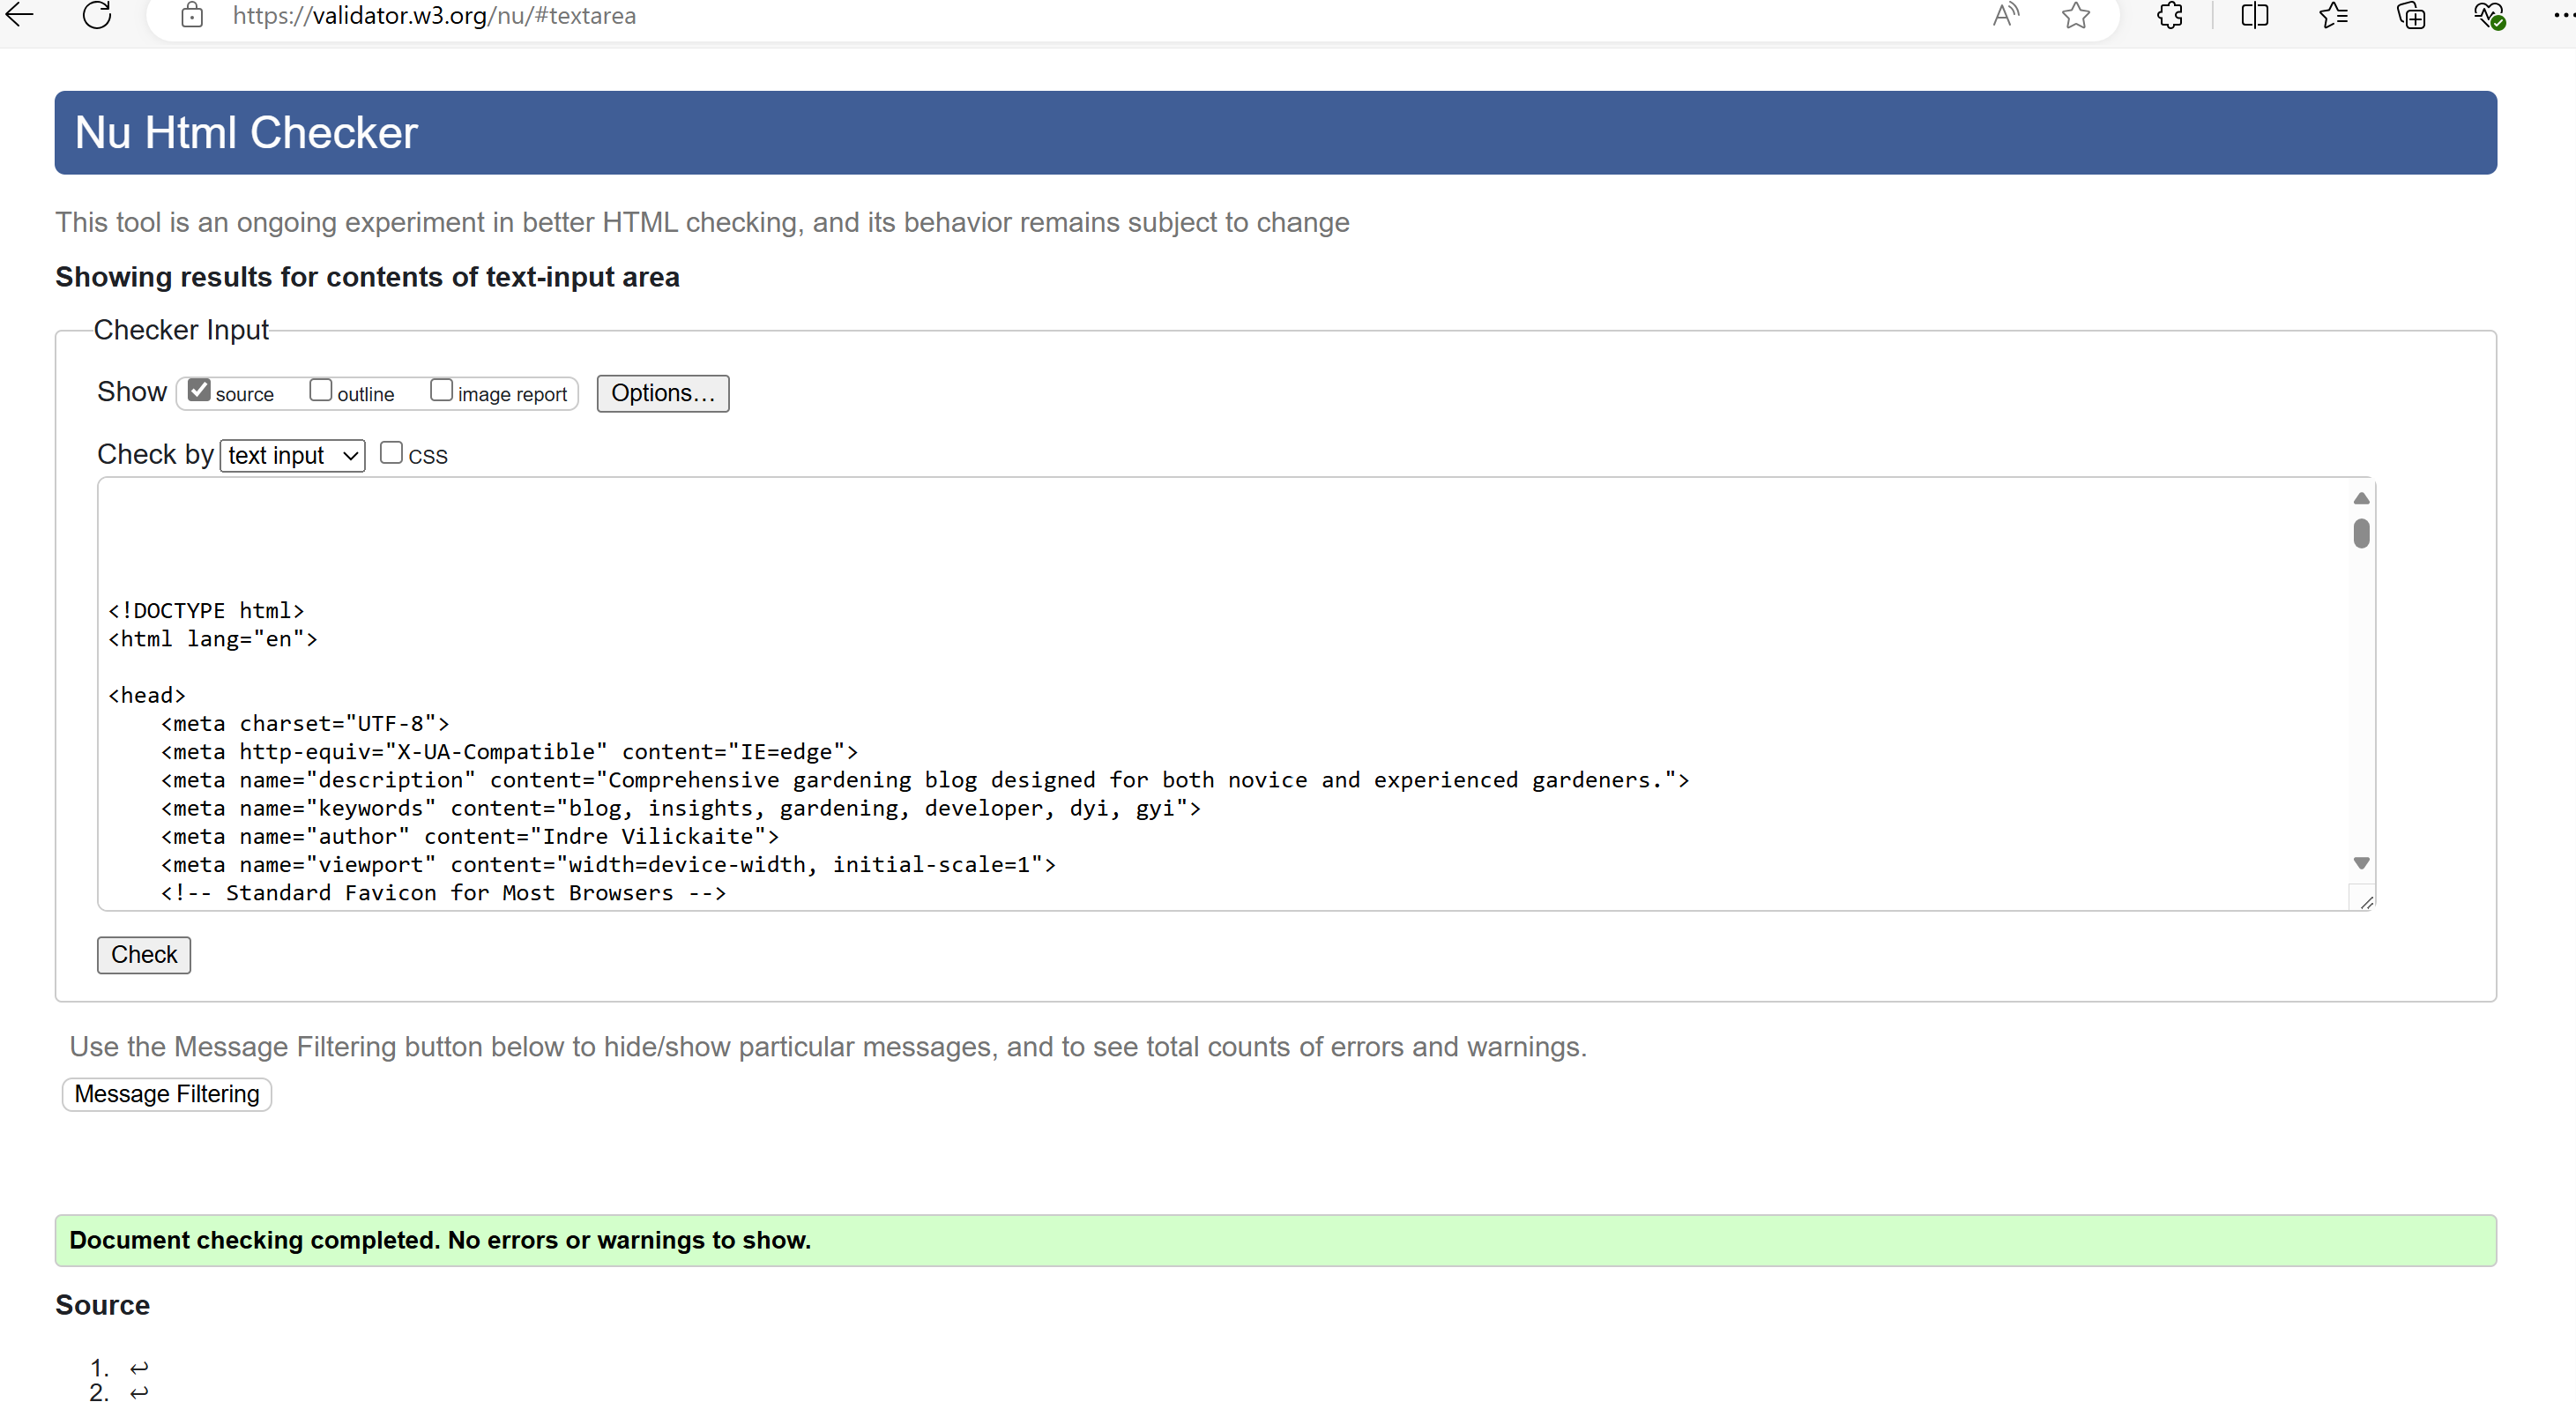 https://validator.w3.org/nu/#textarea
Nu Html Checker
This tool is an ongoing experiment in better HTML checking, and its behavior remains subject to change
Showing results for contents of text-input area
Checker Input
Show source outline image report Options...
Check by text input CSS
<!DOCTYPE html>
<html lang="en">
<head>
<meta charset="UTF-8">
<meta http-equiv="X-UA-Compatible" content="IE=edge">
<meta name="description" content="Comprehensive gardening blog designed for both novice and experienced gardeners.">
<meta name="keywords" content="blog, insights, gardening, developer, dyi, gyi">
<meta name="author" content="Indre Vilickaite">
<meta name="viewport" content="width=device-width, initial-scale=1">
<!-- Standard Favicon for Most Browsers -->
Check
Use the Message Filtering button below to hide/show particular messages, and to see total counts of errors and warnings.
Message Filtering
Document checking completed. No errors or warnings to show.
Source
1. ↩
2. ↩